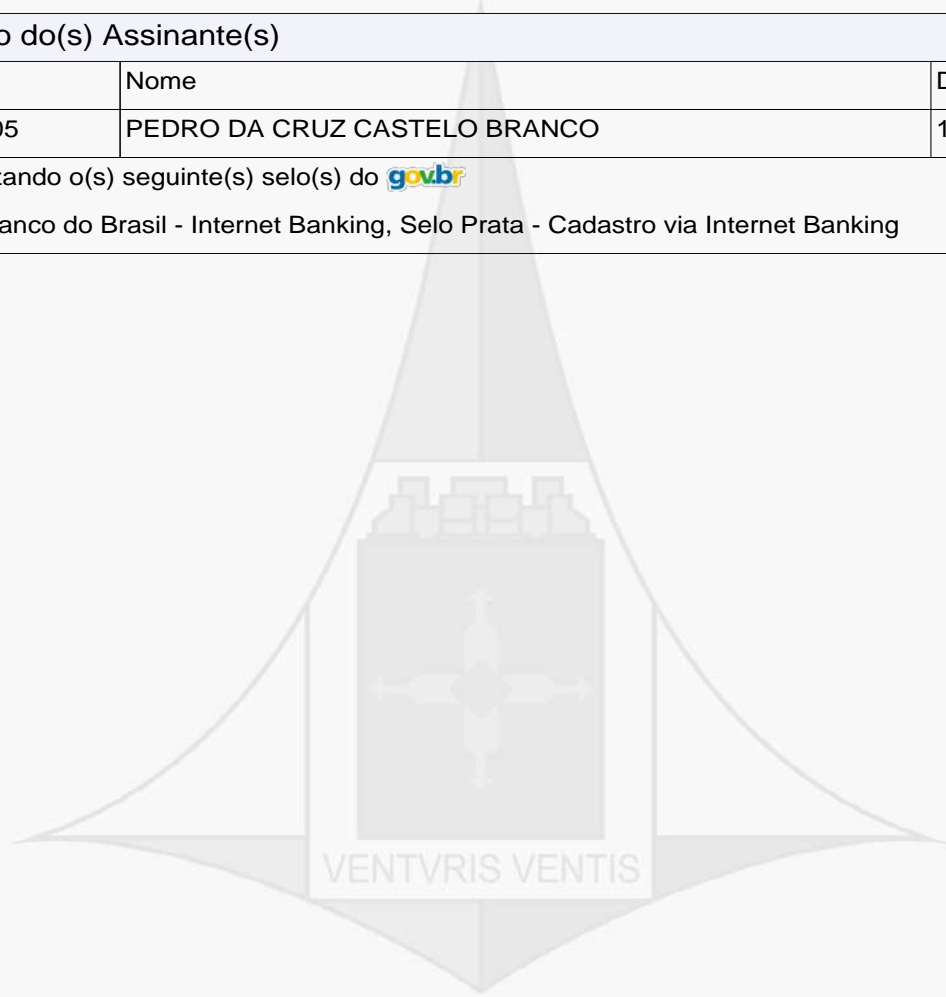 o do(s) Assinante(s)
Nome D
05 PEDRO DA CRUZ CASTELO BRANCO 1
ando o(s) seguinte(s) selo(s) do gov.br
anco do Brasil - Internet Banking, Selo Prata - Cadastro via Internet Banking
VENTVRIS VENTIS